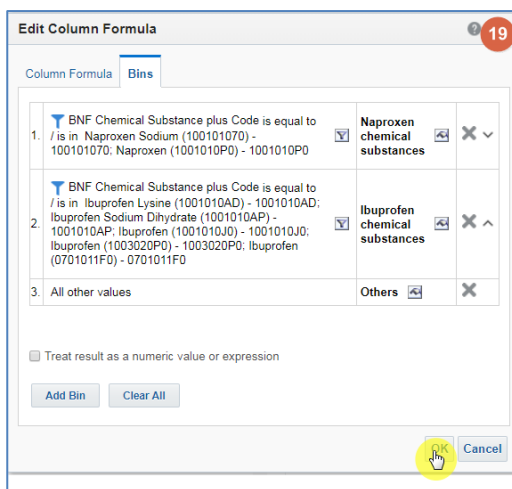 Edit Column Formula
? 19
Column Formula Bins
1. BNF Chemical Substance plus Code is equal to
/ is in Naproxen Sodium (100101070) -
100101070; Naproxen (1001010P0) - 1001010P0
Naproxen
chemical
substances
2. BNF Chemical Substance plus Code is equal to
/ is in Ibuprofen Lysine (1001010AD) - 1001010AD;
Ibuprofen Sodium Dihydrate (1001010AP) -
1001010AP; Ibuprofen (1001010J0) - 1001010J0;
Ibuprofen (1003020P0) - 1003020P0; Ibuprofen
(0701011F0) - 0701011F0
Ibuprofen
chemical
substances
3. All other values Others
Treat result as a numeric value or expression
Add Bin Clear All
OK Cancel